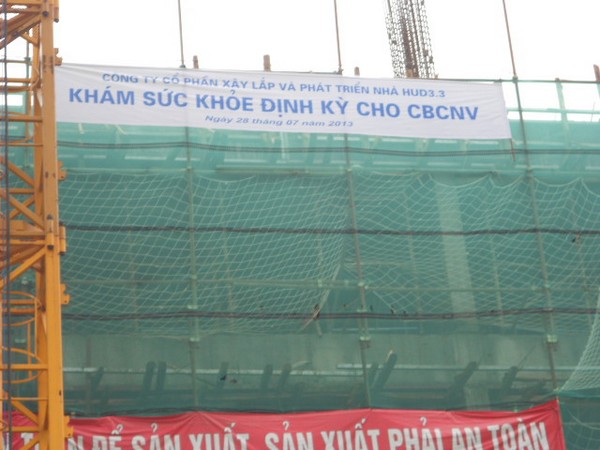 CÔNG TY CỔ PHẦN XÂY LẮP VÀ PHÁT TRIỂN NHÀ HUD3.3
KHÁM SỨC KHỎE ĐỊNH KỲ CHO CBCNV
Ngày 28 tháng 07 năm 2013
ĐỂ SẢN XUẤT, SẢN XUẤT PHẢI AN TOÀN